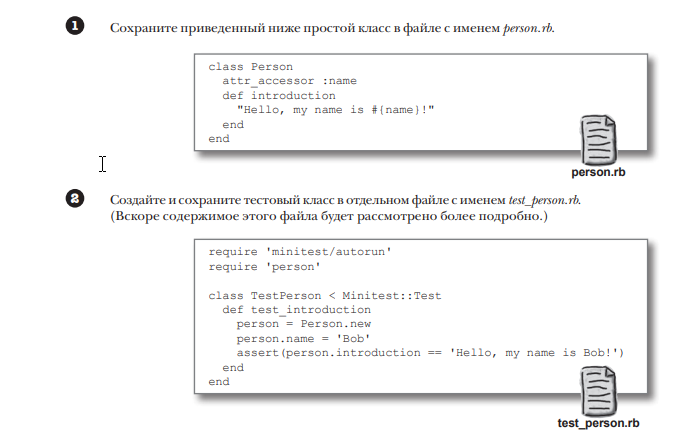 1
Сохраните приведенный ниже простой класс в файле с именем person.rb.
class Person
  attr_accessor :name
  def introduction
    "Hello, my name is #{name}!"
  end
end
person.rb
2
Создайте и сохраните тестовый класс в отдельном файле с именем test_person.rb.
(Вскоре содержимое этого файла будет рассмотрено более подробно.)
require 'minitest/autorun'
require 'person'
class TestPerson < Minitest::Test
  def test_introduction
    person = Person.new
    person.name = 'Bob'
    assert(person.introduction == 'Hello, my name is Bob!')
  end
end
test_person.rb